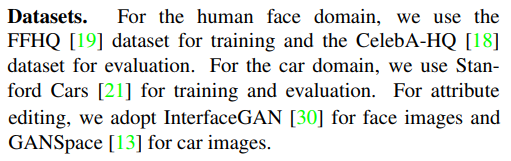 Datasets. For the human face domain, we use the
FFHQ [19] dataset for training and the CelebA-HQ [18]
dataset for evaluation. For the car domain, we use Stan-
ford Cars [21] for training and evaluation. For attribute
editing, we adopt InterfaceGAN [30] for face images and
GANSpace [13] for car images.